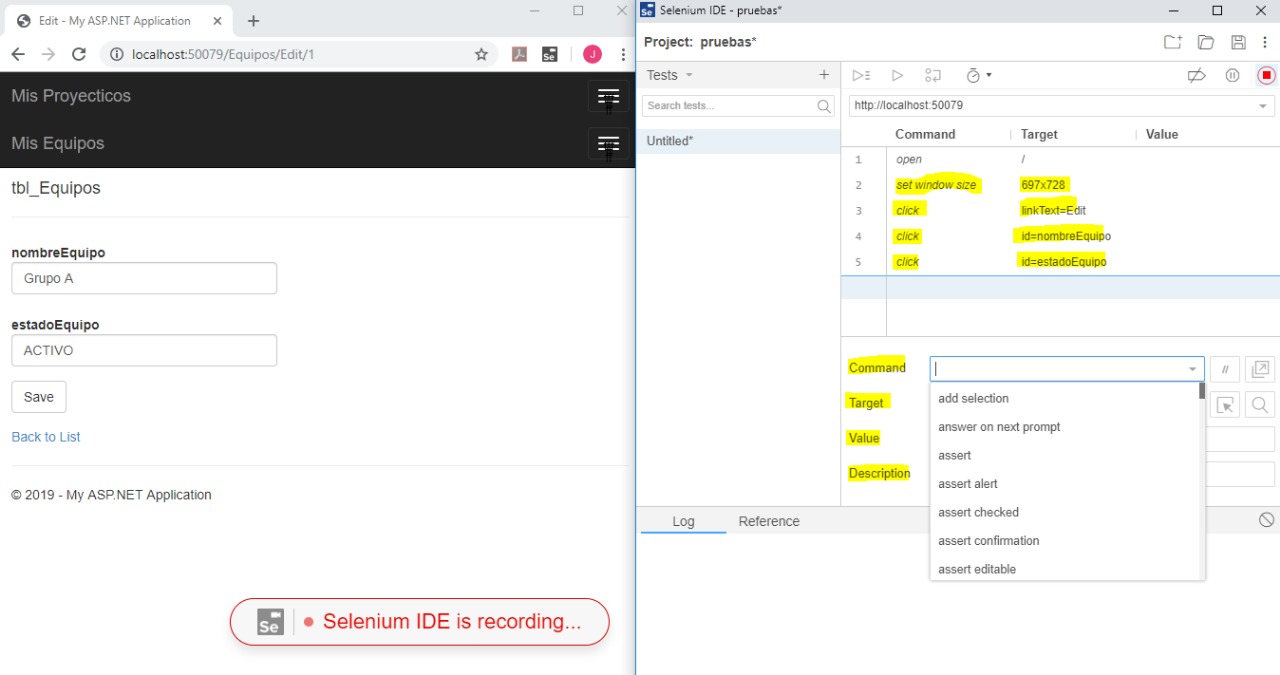 Edit - My ASP.NET Application
localhost:50079/Equipos/Edit/1
Se
J
Mis Proyecticos
Mis Equipos
tbl_Equipos
nombreEquipo
Grupo A
estadoEquipo
ACTIVO
Save
Back to List
© 2019 - My ASP.NET Application
Se
Selenium IDE is recording...
Se
Selenium IDE - pruebas*
Project: pruebas*
Tests
Search tests...
Untitled*
http://localhost:50079
Command Target Value
1 open /
2 set window size 697x728
3 click linkText=Edit
4 click id=nombreEquipo
5 click id=estadoEquipo
Command
//
Target
Value
Description
add selection
answer on next prompt
assert
assert alert
assert checked
assert confirmation
assert editable
Log Reference